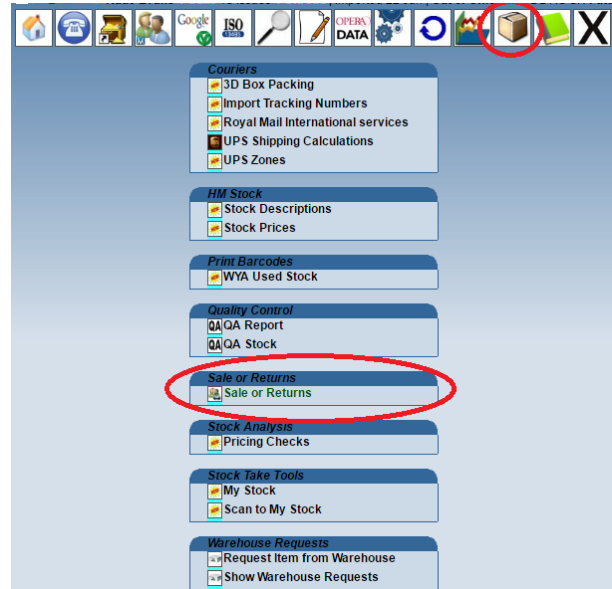 Google
ISO
OPERA
DATA
X
Couriers
3D Box Packing
Import Tracking Numbers
Royal Mail International services
UPS Shipping Calculations
UPS Zones
HM Stock
Stock Descriptions
Stock Prices
Print Barcodes
WYA Used Stock
Quality Control
QA QA Report
QA QA Stock
Sale or Returns
Sale or Returns
Stock Analysis
Pricing Checks
Stock Take Tools
My Stock
Scan to My Stock
Warehouse Requests
Request Item from Warehouse
Show Warehouse Requests